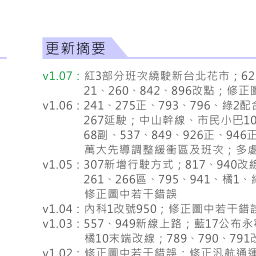 更新摘要
v1.07：紅3部分班次繞駛新台北花市；62
21、260、842、896改點；修正
v1.06：241、275正、793、796、綠2配
267延駛；中山幹線、市民小巴10
68副、537、849、926正、946正
萬大先導調整緩衝區及班次；多處
v1.05：307新增行駛方式；817、940改線
261、266區、795、941、橘1、
修正圖中若干錯誤
v1.04：內科1改號950；修正圖中若干錯誤
v1.03：557、949新線上路；藍17公布永
橘10末端改線；789、790、791改
v1.02：修正圖中若干錯誤；修正汎航通運